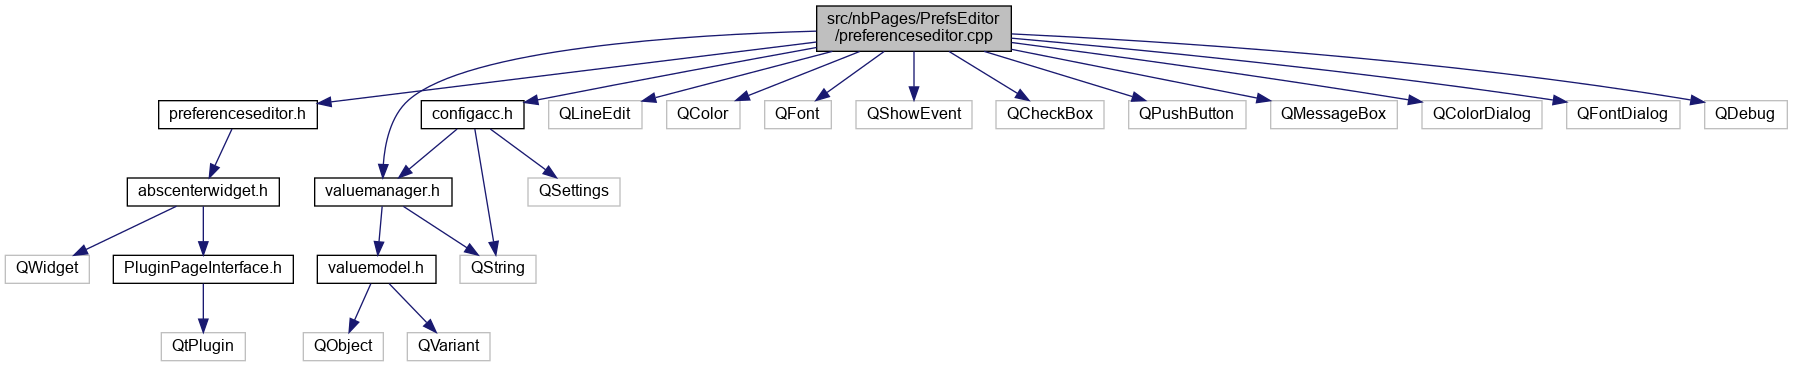 src/nbPages/PrefsEditor
/preferenceseditor.cpp
preferenceseditor.h
configacc.h
QLineEdit
QColor
QFont
QShowEvent
QCheckBox
QPushButton
QMessageBox
QColorDialog
QFontDialog
QDebug
abscenterwidget.h
valuemanager.h
QSettings
QWidget
PluginPageInterface.h
valuemodel.h
QString
QtPlugin
QObject
QVariant